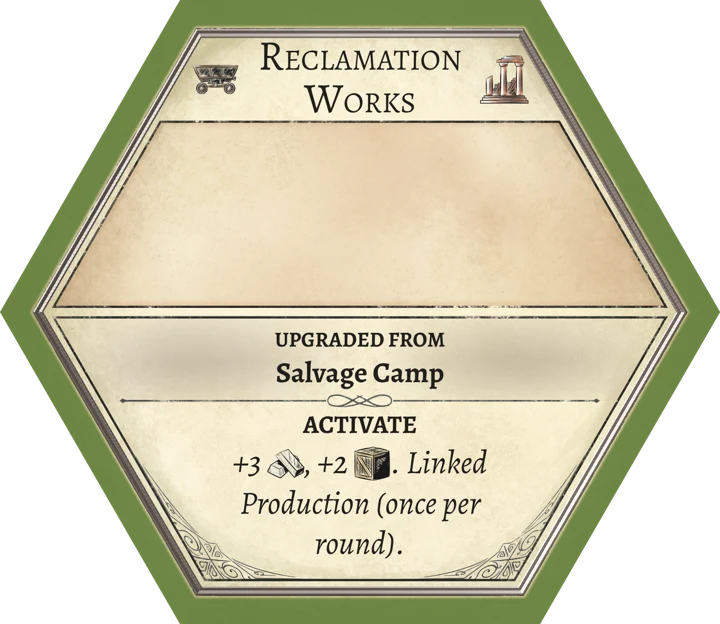 Reclamation
Works
UPGRADED FROM
Salvage Camp
ACTIVATE
+3 , +2 . Linked
Production (once per
round).